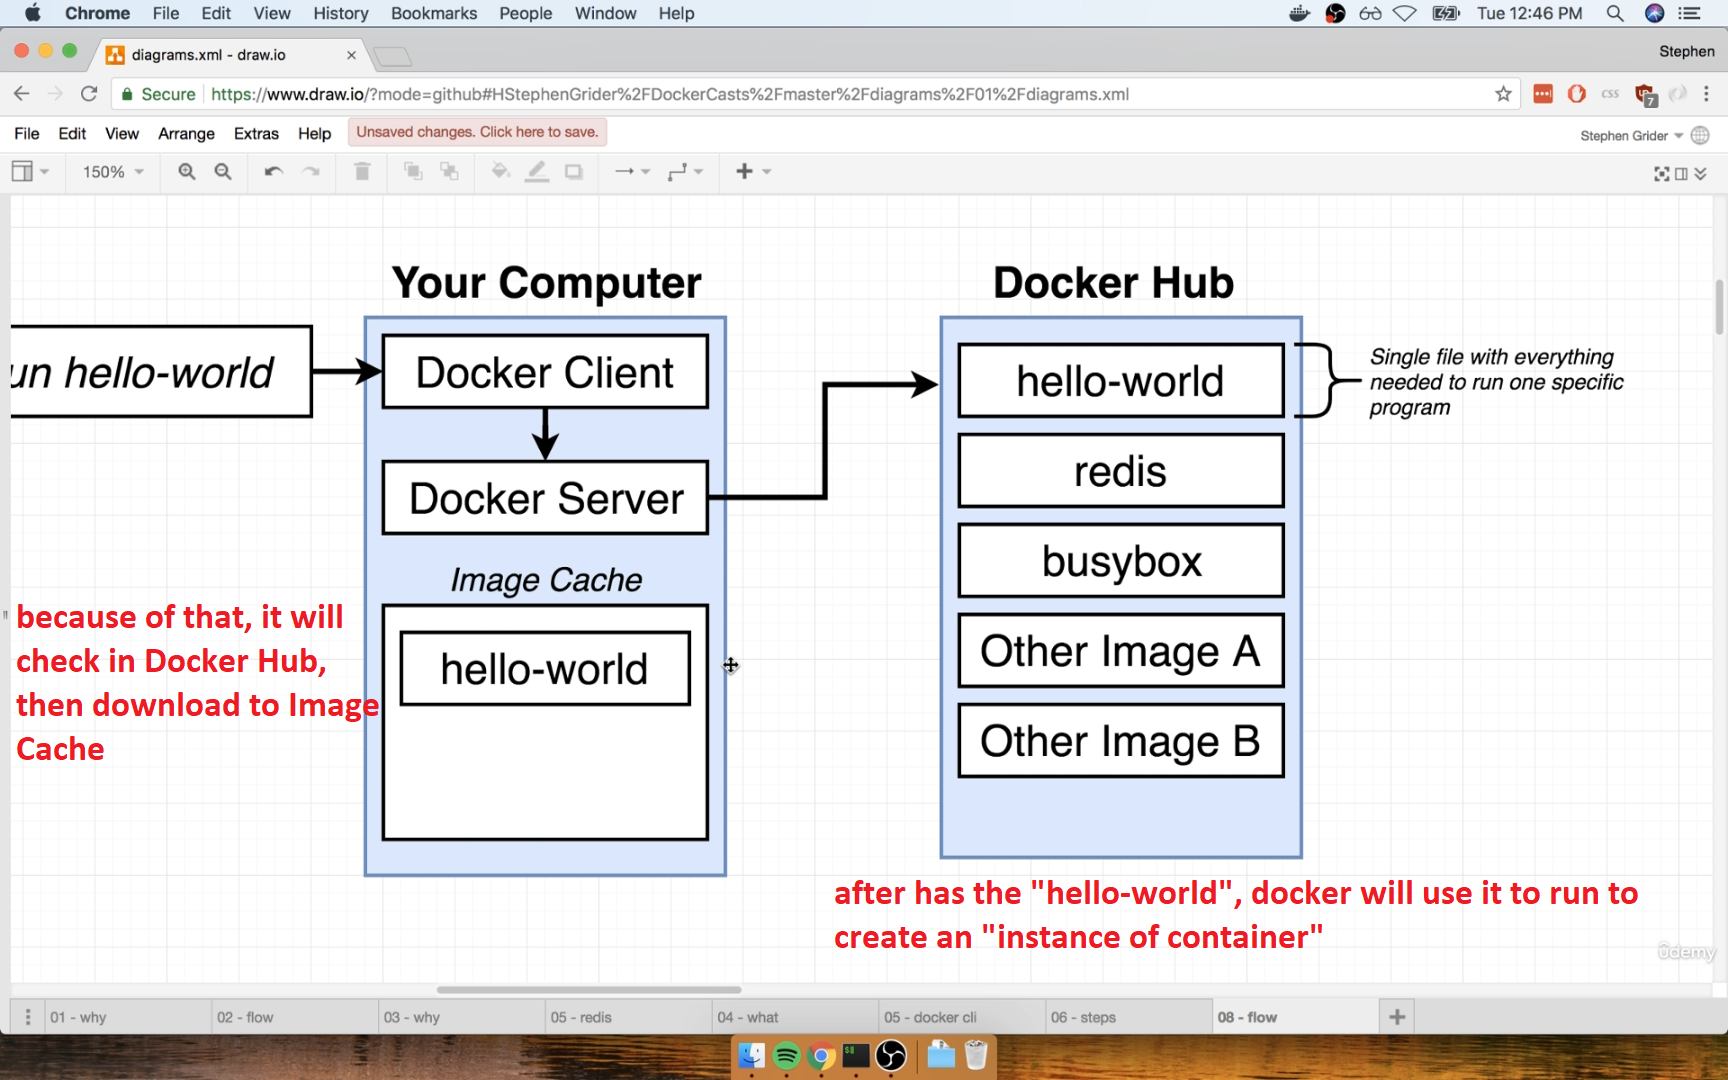 Chrome File Edit View History Bookmarks People Window Help Tue 12:46 PM
diagrams.xml - draw.io
Stephen
Secure https://www.draw.io/?mode=github#HStephenGrider%2FDockerCasts%2Fmaster%2Fdiagrams%2F01%2Fdiagrams.xml
CSS
7
File Edit View Arrange Extras Help Unsaved changes. Click here to save. Stephen Grider
150%
Your Computer
Docker Hub
un hello-world
Docker Client
Docker Server
Image Cache
hello-world
hello-world
redis
busybox
Other Image A
Other Image B
Single file with everything
needed to run one specific
program
because of that, it will
check in Docker Hub,
then download to Image
Cache
after has the "hello-world", docker will use it to run to
create an "instance of container"
ûdemy
01 - why 02 - flow 03 - why 05 - redis 04 - what 05 - docker cli 06 - steps 08 - flow